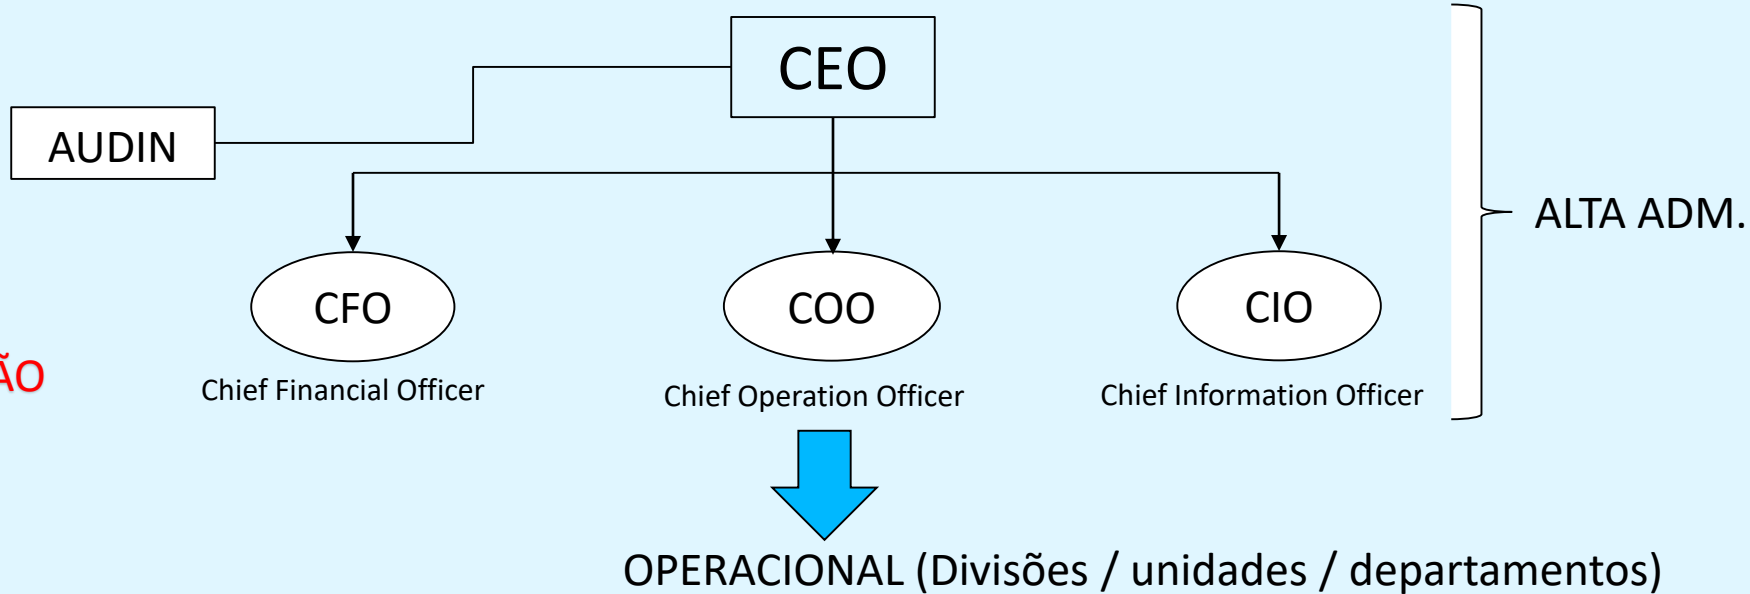 CEO
AUDIN
ALTA ADM.
CFO
COO
CIO
ÃO
Chief Financial Officer
Chief Operation Officer
Chief Information Officer
OPERACIONAL (Divisões / unidades / departamentos)